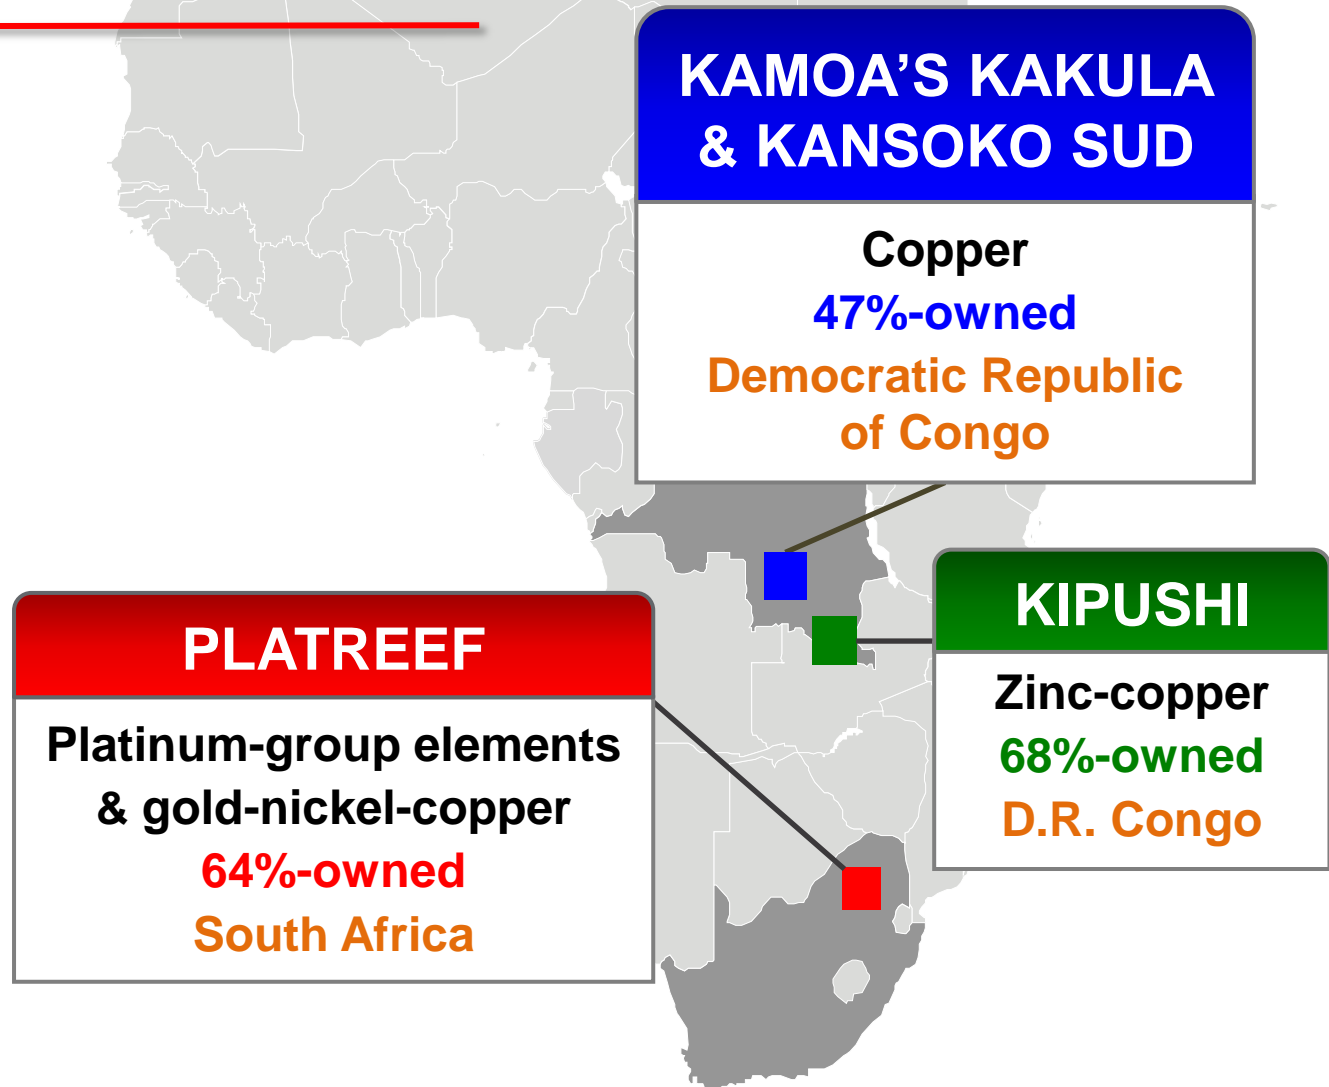 KAMOA’S KAKULA
& KANSOKO SUD
Copper
47%-owned
Democratic Republic
of Congo
KIPUSHI
Zinc-copper
68%-owned
D.R. Congo
PLATREEF
Platinum-group elements
& gold-nickel-copper
64%-owned
South Africa